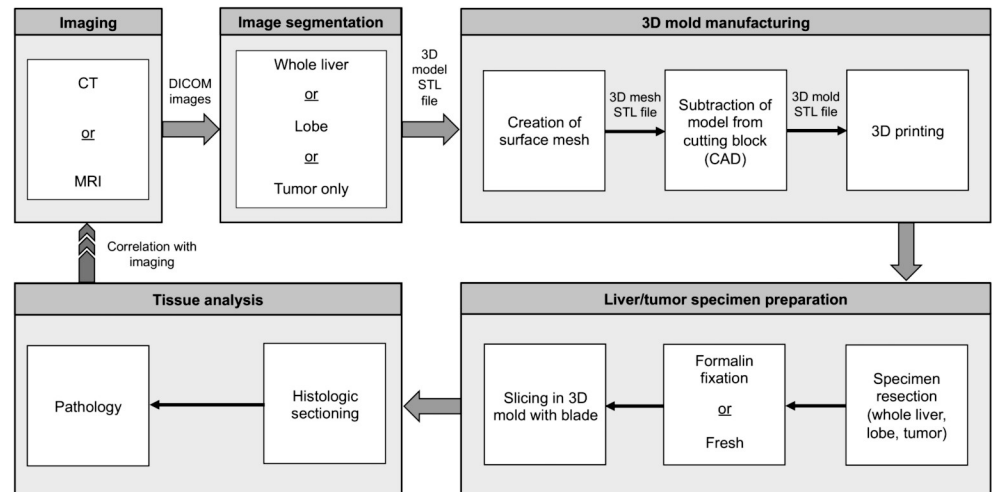 Imaging
CT
or
MRI
DICOM
images
Image segmentation
Whole liver
or
Lobe
or
Tumor only
3D
model
STL
file
3D mold manufacturing
Creation of
surface mesh
3D mesh
STL file
Subtraction of
model from
cutting block
(CAD)
3D mold
STL file
3D printing
Liver/tumor specimen preparation
Specimen
resection
(whole liver,
lobe, tumor)
Formalin
fixation
or
Fresh
Slicing in 3D
mold with blade
Tissue analysis
Histologic
sectioning
Pathology
Correlation with
imaging